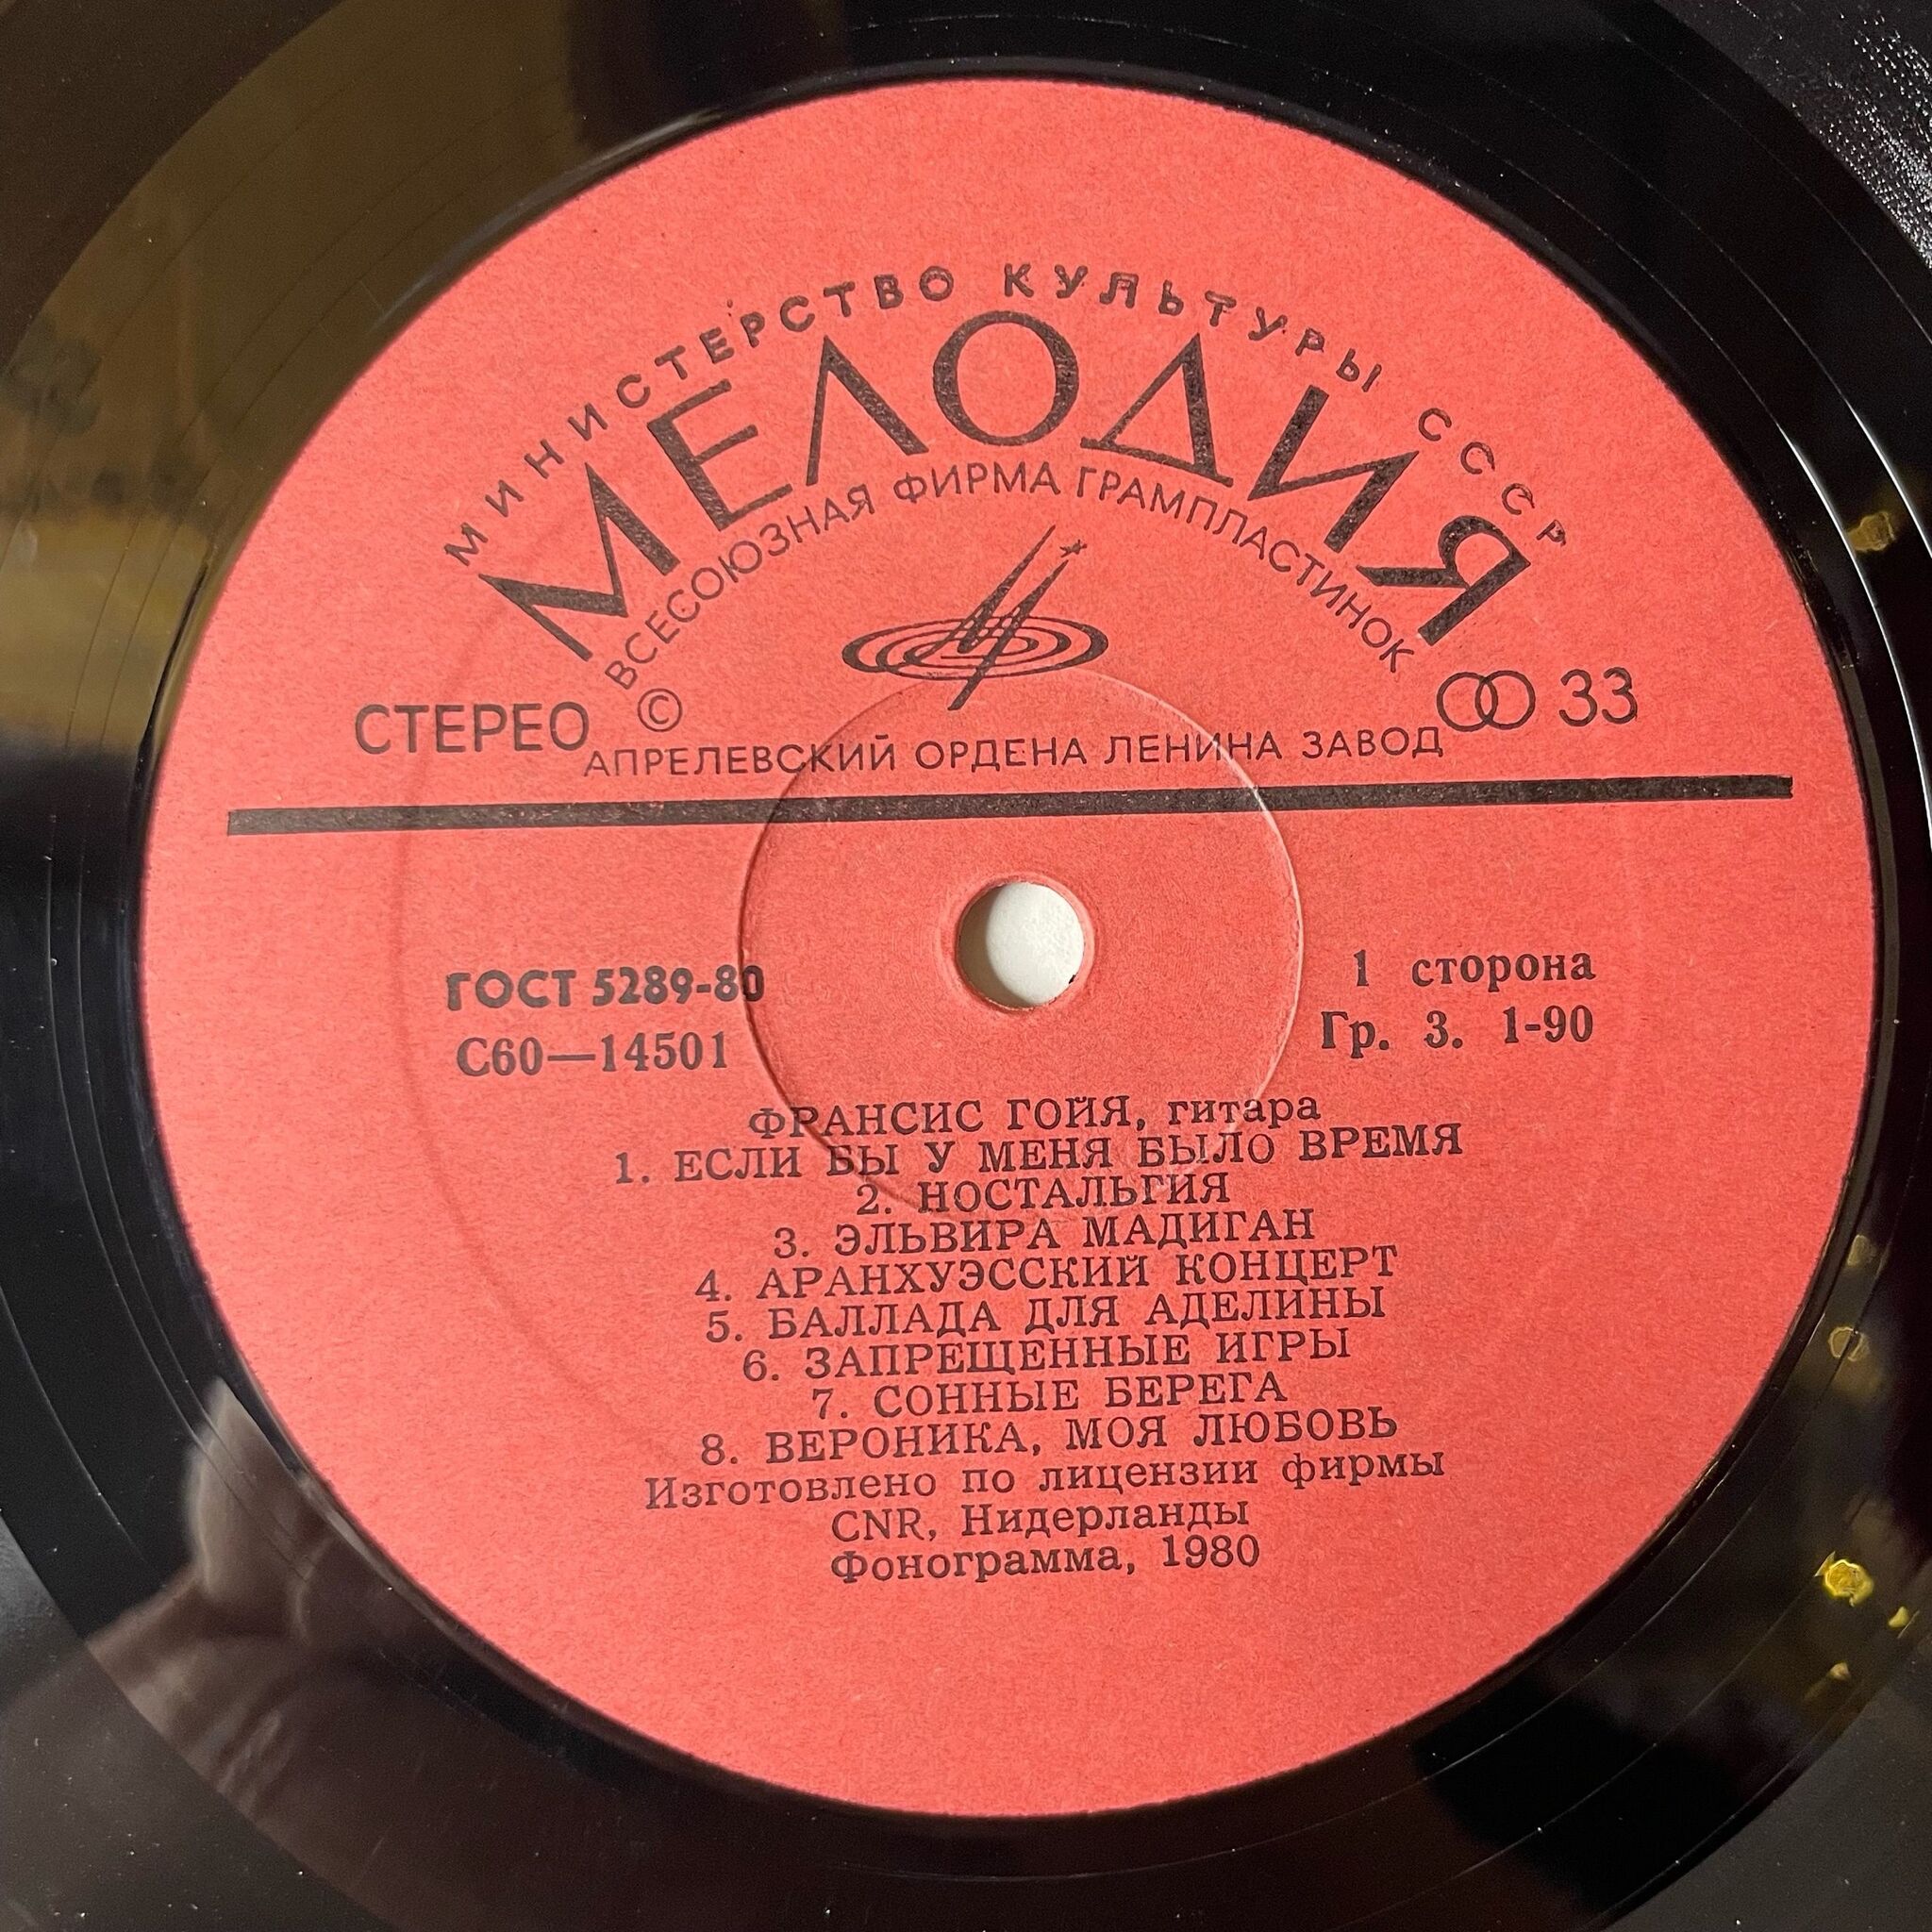 МИНИСТЕРСТВО КУЛЬТУРЫ СССР
МЕЛОДИЯ
ВСЕСОЮЗНАЯ ФИРМА ГРАМПЛАСТИНОК
СТЕРЕО © 33
АПРЕЛЕВСКИЙ ОРДЕНА ЛЕНИНА ЗАВОД
ГОСТ 5289-80
С60—14501
1 сторона
Гр. 3. 1-90
ФРАНСИС ГОЙЯ, гитара
1. ЕСЛИ БЫ У МЕНЯ БЫЛО ВРЕМЯ
2. НОСТАЛЬГИЯ
3. ЭЛЬВИРА МАДИГАН
4. АРАНХУЭССКИЙ КОНЦЕРТ
5. БАЛЛАДА ДЛЯ АДЕЛИНЫ
6. ЗАПРЕЩЕННЫЕ ИГРЫ
7. СОННЫЕ БЕРЕГА
8. ВЕРОНИКА, МОЯ ЛЮБОВЬ
Изготовлено по лицензии фирмы
CNR, Нидерланды
Фонограмма, 1980